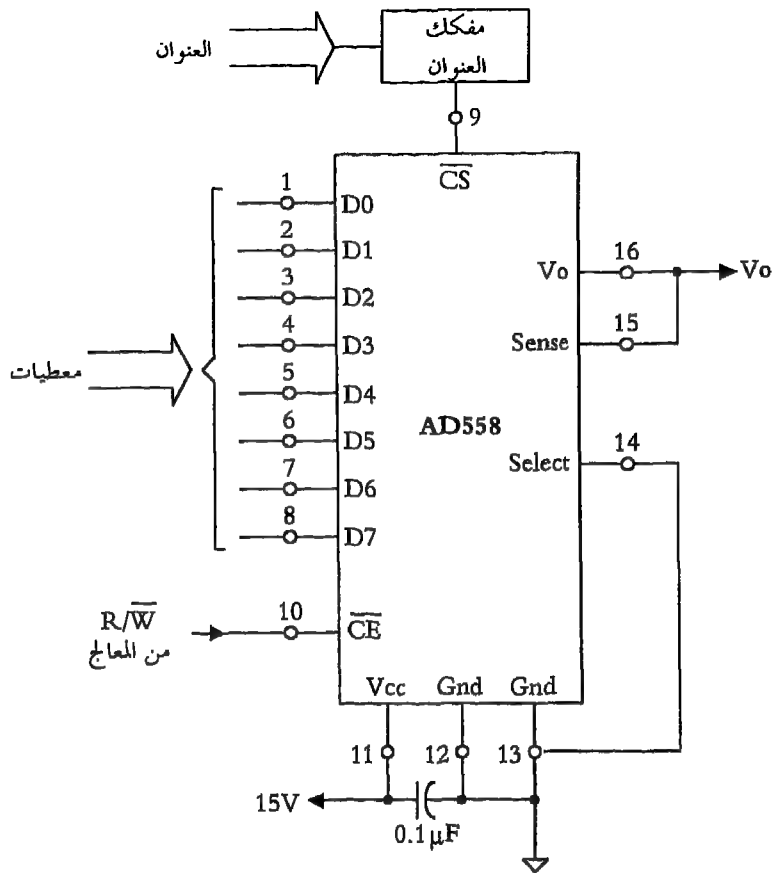 مفكك
العنوان
العنوان
9
CS
1
D0
2
D1
3
D2
4
D3
5
D4
6
D5
7
D6
8
D7
معطيات
Vo
16
Vo
Sense
15
AD558
Select
14
R/W
من المعالج
10
CE
Vcc
Gnd
Gnd
11
12
13
15V
0.1 µF